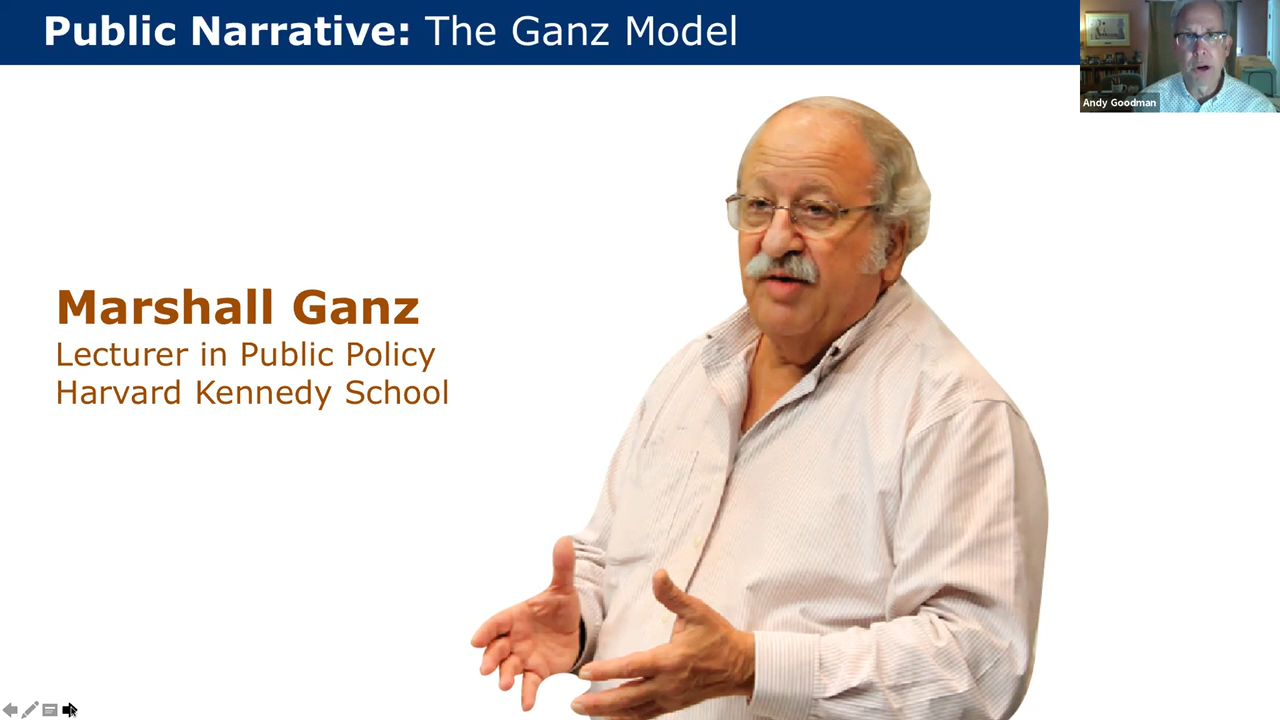 Public Narrative: The Ganz Model
Andy Goodman
Marshall Ganz
Lecturer in Public Policy
Harvard Kennedy School